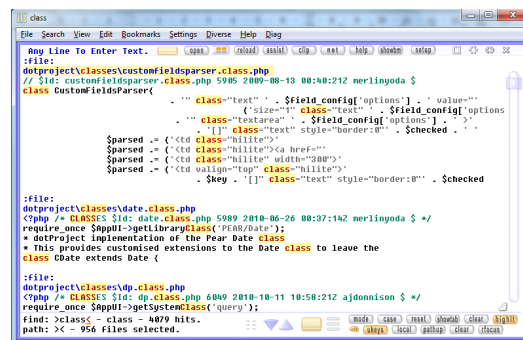 class
File Search View Edit Bookmarks Settings Diverse Help Diag
Any Line To Enter Text. open reload assist clip net help showbm setup
:file:
dotproject\classes\customfieldsparser.class.php
// $Id: customfieldsparser.class.php 5905 2009-08-13 00:40:21Z merlinyoda $
class CustomFieldsParser{
. '" class="text" ' . $field_config['options'] . ' value="'
('size="1" class="text" ' . $field_config['options
. '" class="textarea" ' . $field_config['options'] . ' >'
. '[]" class="text" style="border:0"' . $checked . ' '
$parsed .= ('<td class="hilite">'
$parsed .= ('<td class="hilite"><a href="'
$parsed .= ('<td class="hilite" width="300">'
$parsed .= ('<td valign="top" class="hilite">'
. $key . '[]" class="text" style="border:0"' . $checked
:file:
dotproject\classes\date.class.php
<?php /* CLASSES $Id: date.class.php 5989 2010-06-26 00:37:14Z merlinyoda $ */
require_once $AppUI->getLibraryClass('PEAR/Date');
* dotProject implementation of the Pear Date class
* This provides customised extensions to the Date class to leave the
class CDate extends Date {
:file:
dotproject\classes\dp.class.php
<?php /* CLASSES $Id: dp.class.php 6049 2010-10-11 10:58:21Z ajdonnison $ */
require_once $AppUI->getSystemClass('query');
find: >class< - class - 4079 hits.
path: >< - 956 files selected.
mode case reset showtab clear highlt
ukeys local pathup clear rfocus